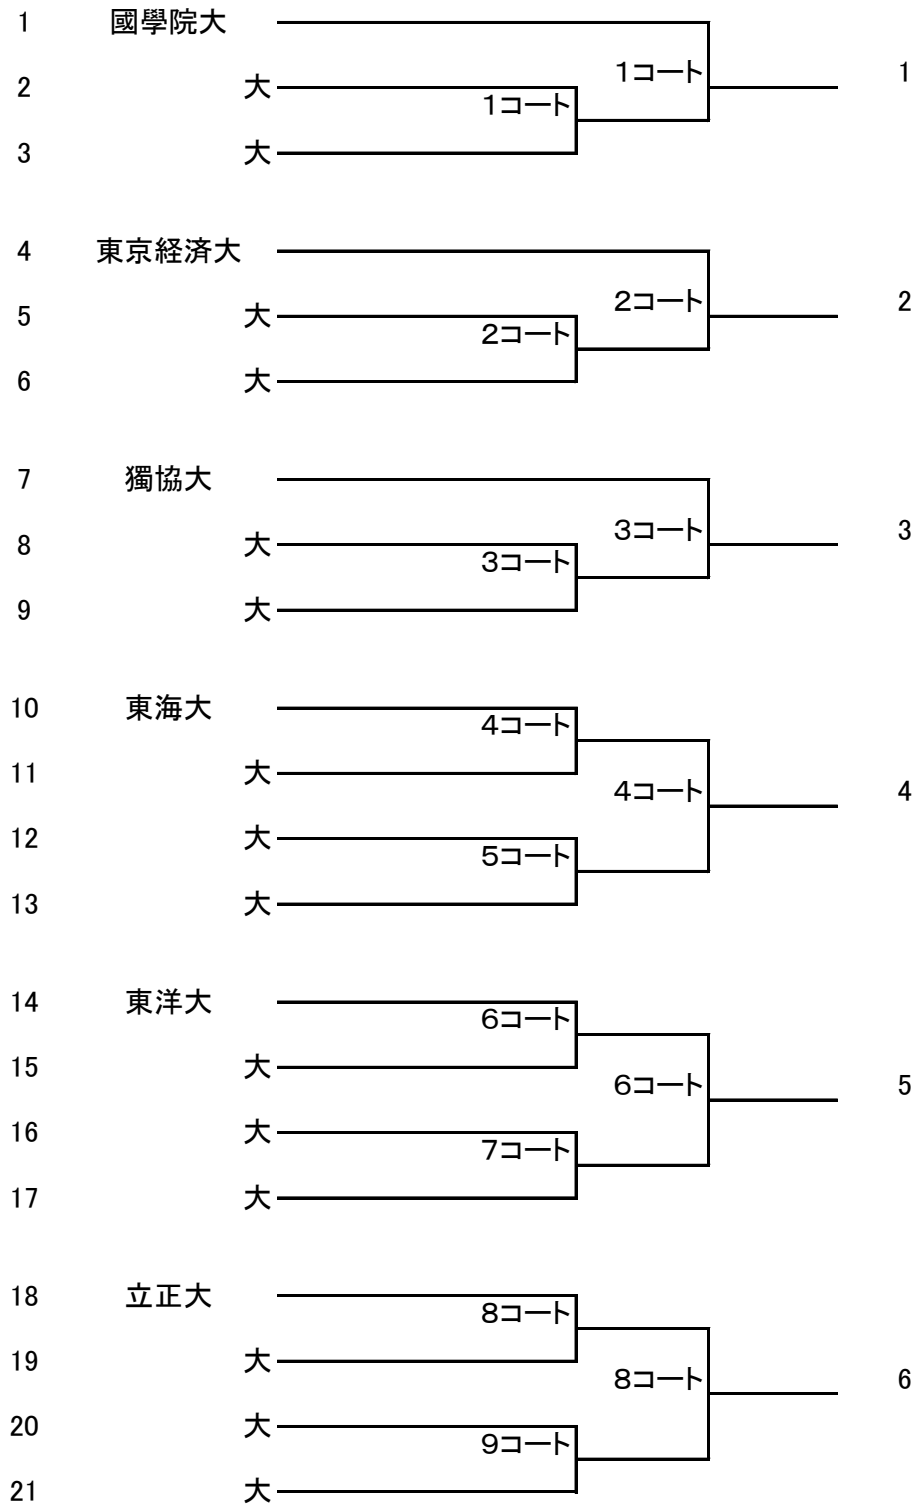 1 國學院大
1コート 1
2 大
1コート
3 大
4 東京経済大
2コート 2
5 大
2コート
6 大
7 獨協大
3コート 3
8 大
3コート
9 大
10 東海大
4コート
11 大
4コート 4
12 大
5コート
13 大
14 東洋大
6コート
15 大
6コート 5
16 大
7コート
17 大
18 立正大
8コート
19 大
8コート 6
20 大
9コート
21 大